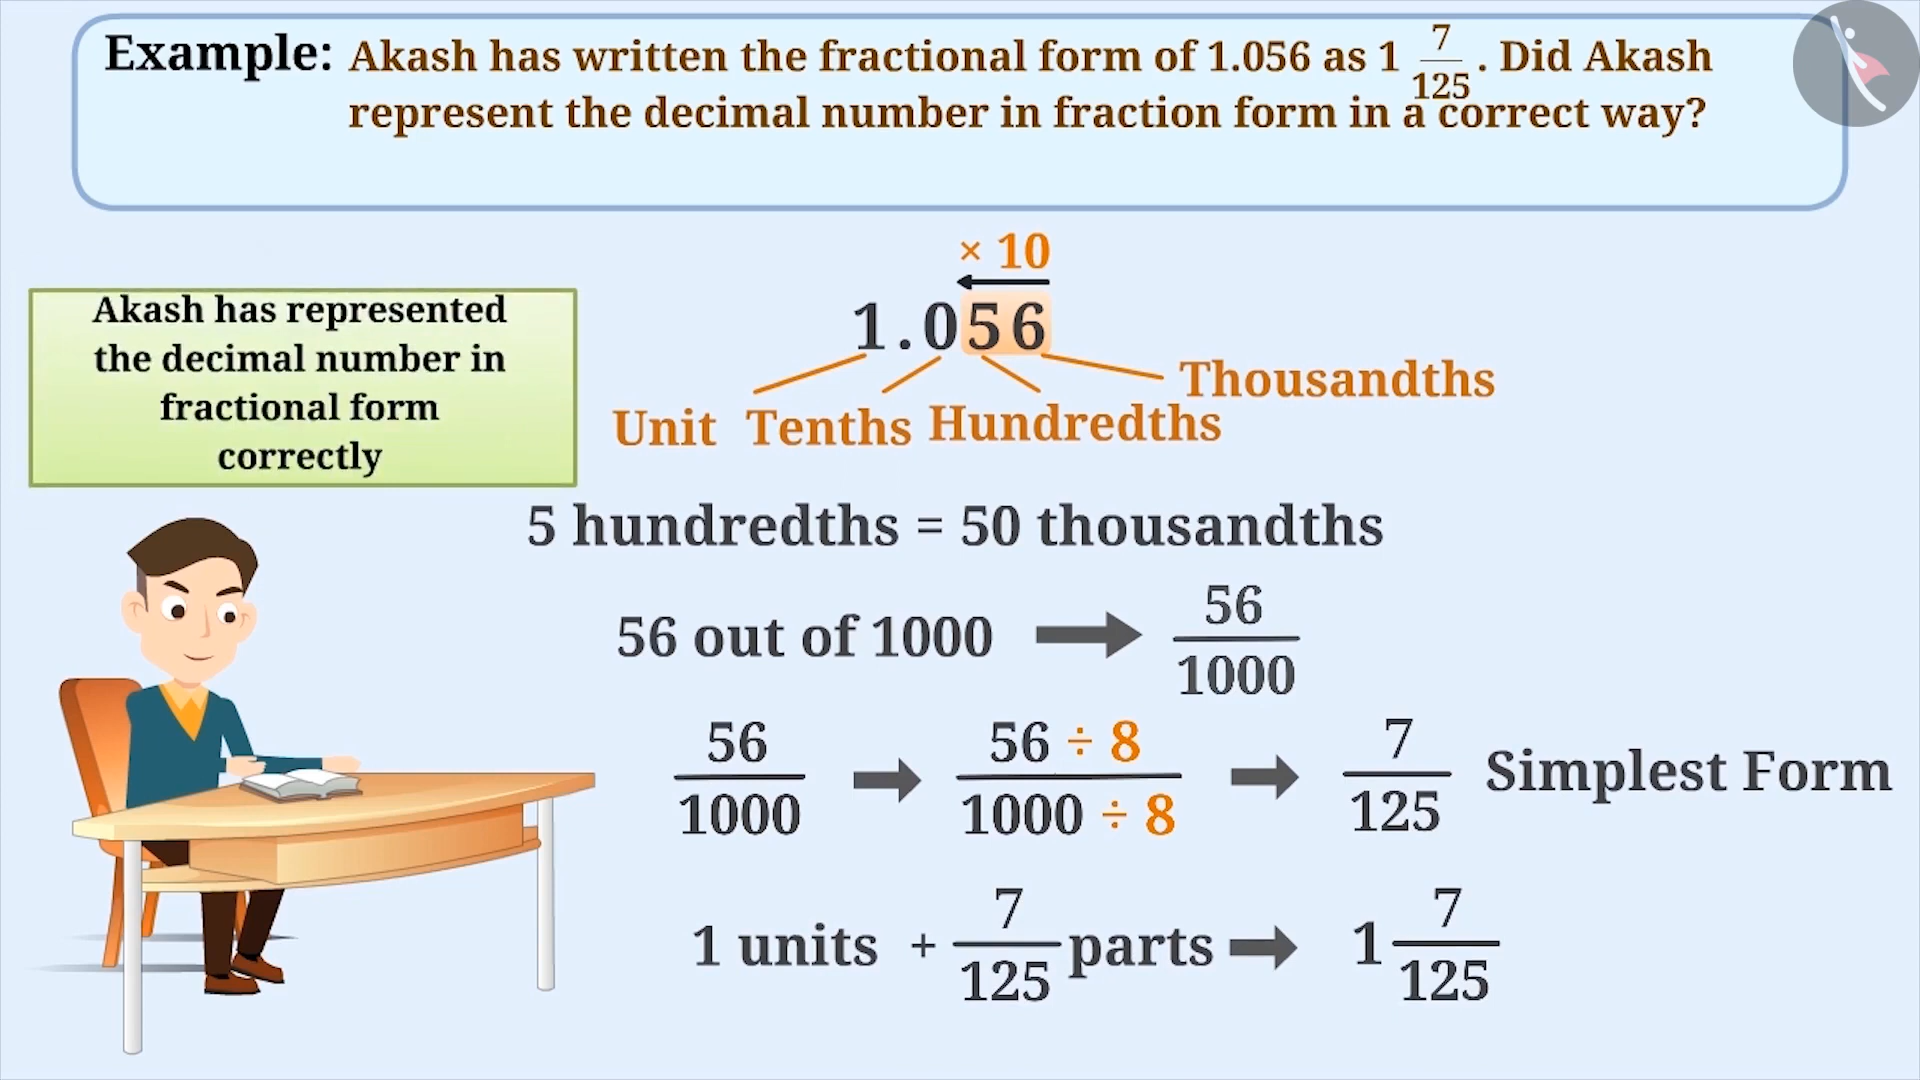 Example: Akash has written the fractional form of 1.056 as 1 7/125 . Did Akash
represent the decimal number in fraction form in a correct way?
× 10
1.056
Akash has represented
the decimal number in
fractional form
correctly
Unit Tenths Hundredths Thousandths
5 hundredths = 50 thousandths
56 out of 1000 → 56/1000
56/1000 → 56 ÷ 8/1000 ÷ 8 → 7/125 Simplest Form
1 units + 7/125 parts → 1 7/125